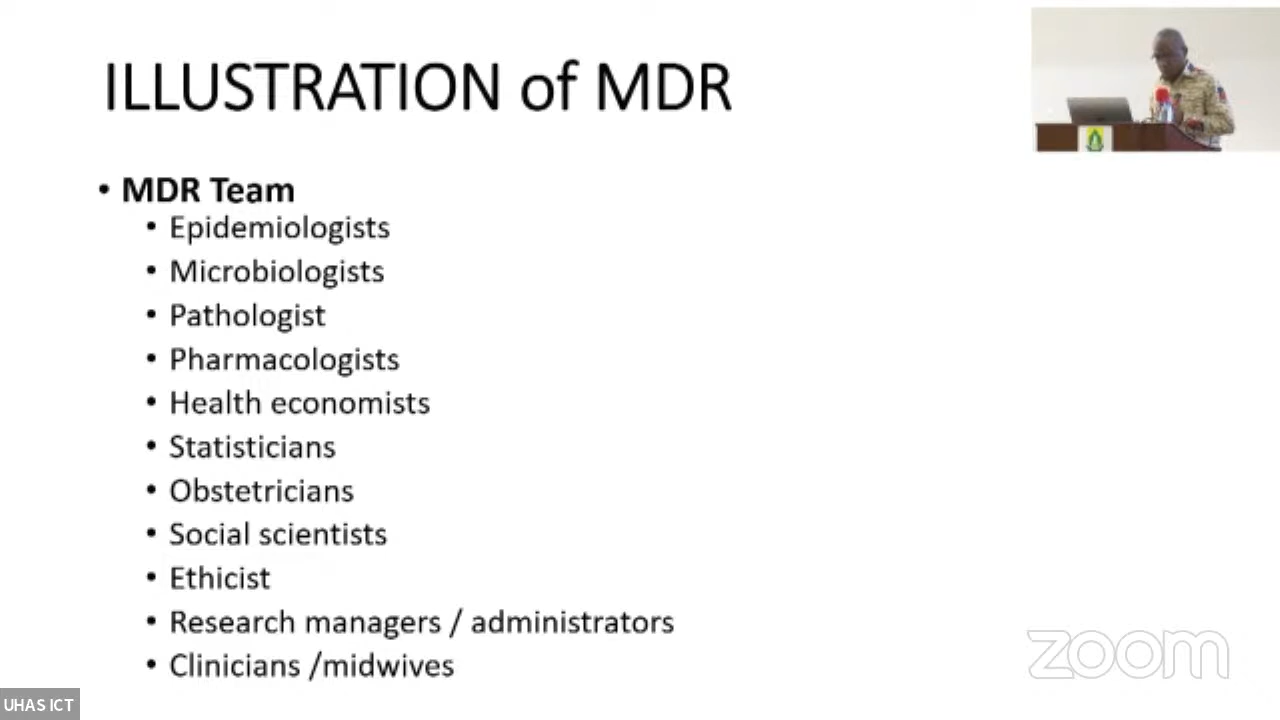 ILLUSTRATION of MDR
• MDR Team
• Epidemiologists
• Microbiologists
• Pathologist
• Pharmacologists
• Health economists
• Statisticians
• Obstetricians
• Social scientists
• Ethicist
• Research managers / administrators
• Clinicians /midwives
zoom
UHAS ICT